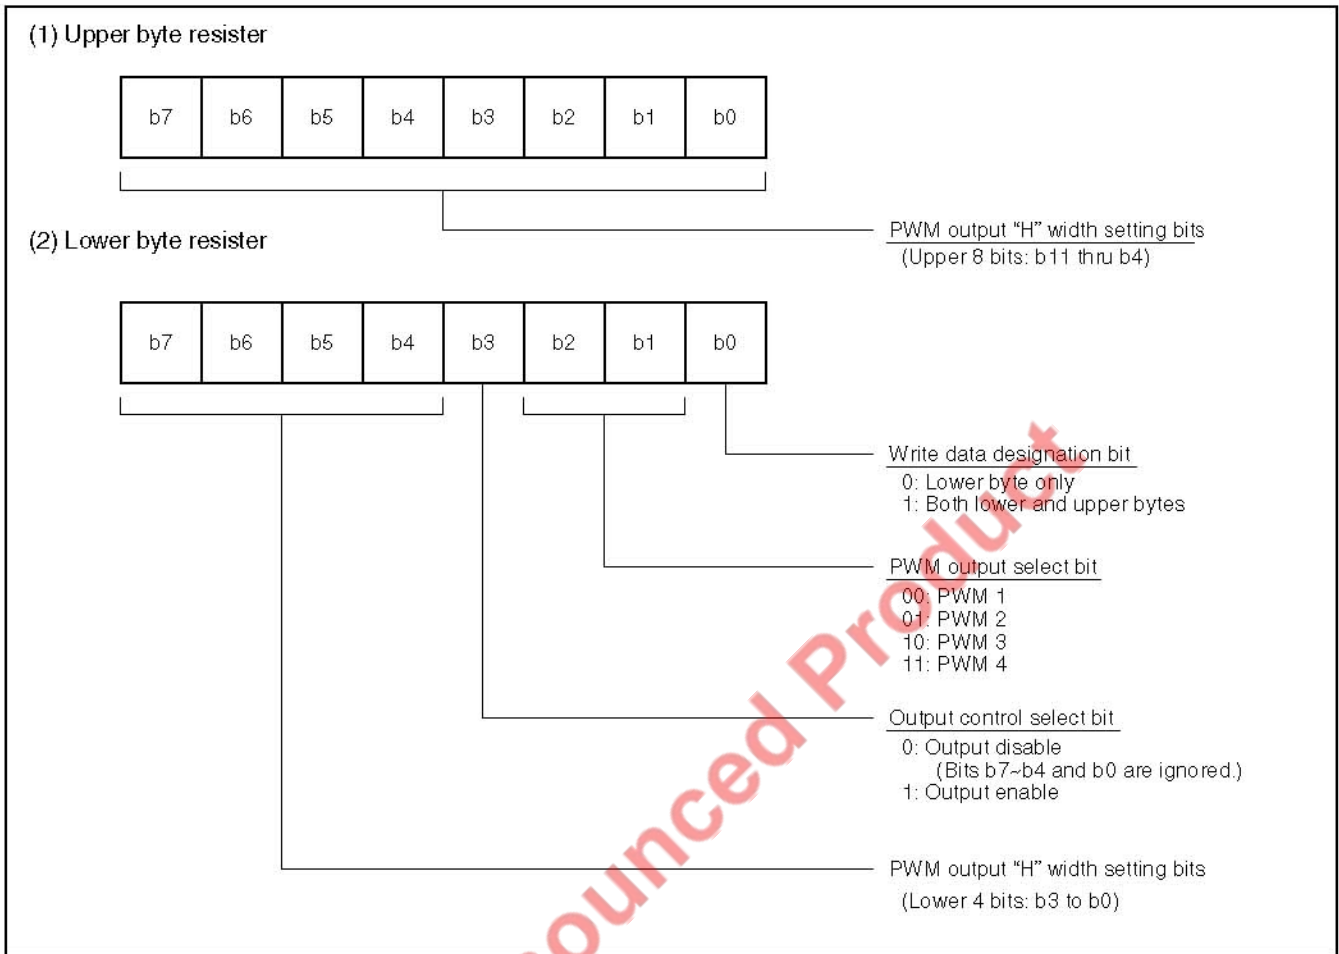 (1) Upper byte resister
b7 b6 b5 b4 b3 b2 b1 b0
PWM output “H” width setting bits
(Upper 8 bits: b11 thru b4)
(2) Lower byte resister
b7 b6 b5 b4 b3 b2 b1 b0
Write data designation bit
0: Lower byte only
1: Both lower and upper bytes
PWM output select bit
00: PWM 1
01: PWM 2
10: PWM 3
11: PWM 4
Output control select bit
0: Output disable
(Bits b7~b4 and b0 are ignored.)
1: Output enable
PWM output “H” width setting bits
(Lower 4 bits: b3 to b0)
ounced Product